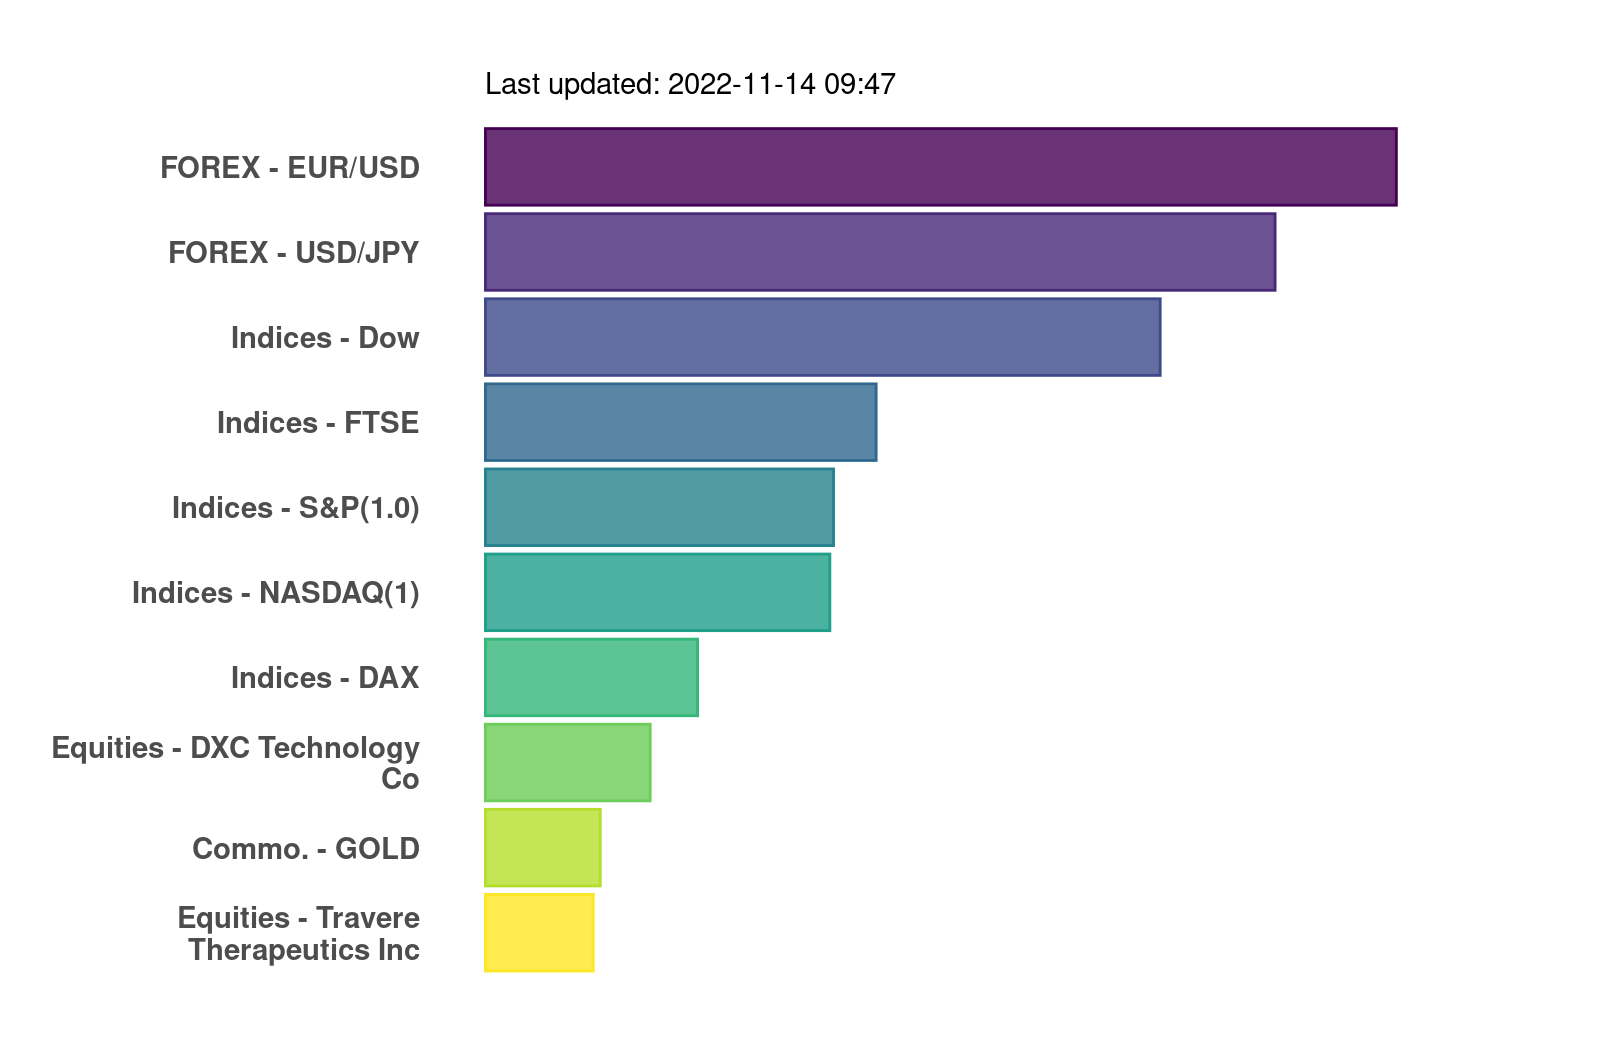 Last updated: 2022-11-14 09:47
FOREX - EUR/USD
FOREX - USD/JPY
Indices - Dow
Indices - FTSE
Indices - S&P(1.0)
Indices - NASDAQ(1)
Indices - DAX
Equities - DXC Technology
Co
Commo. - GOLD
Equities - Travere
Therapeutics Inc